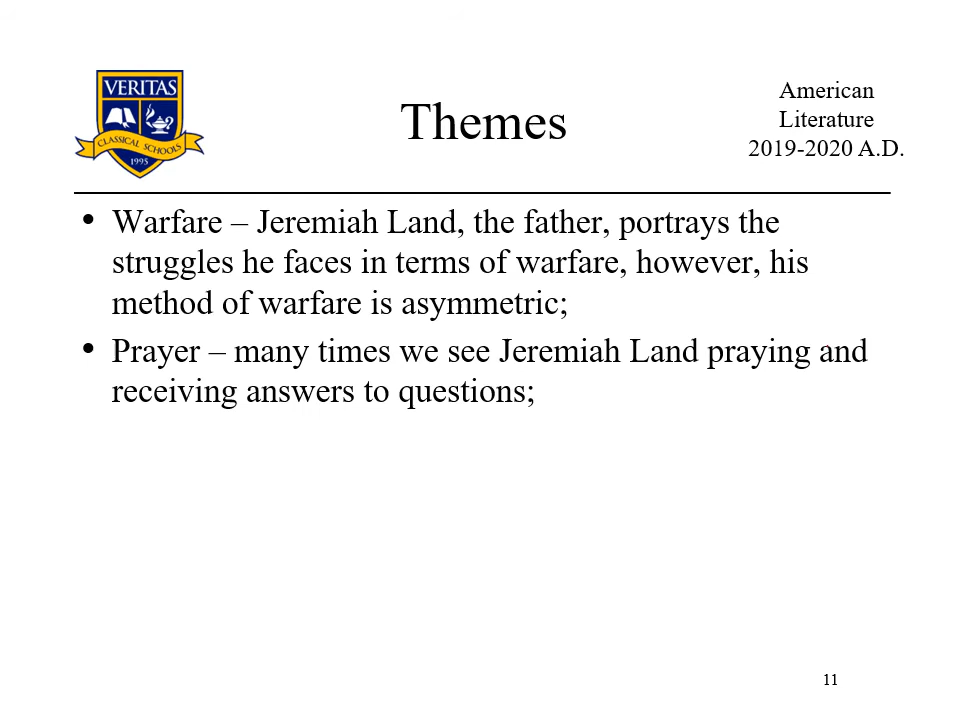 VERITAS
CLASSICAL SCHOOLS
1995
Themes
American
Literature
2019-2020 A.D.
• Warfare – Jeremiah Land, the father, portrays the
struggles he faces in terms of warfare, however, his
method of warfare is asymmetric;
• Prayer – many times we see Jeremiah Land praying and
receiving answers to questions;
11